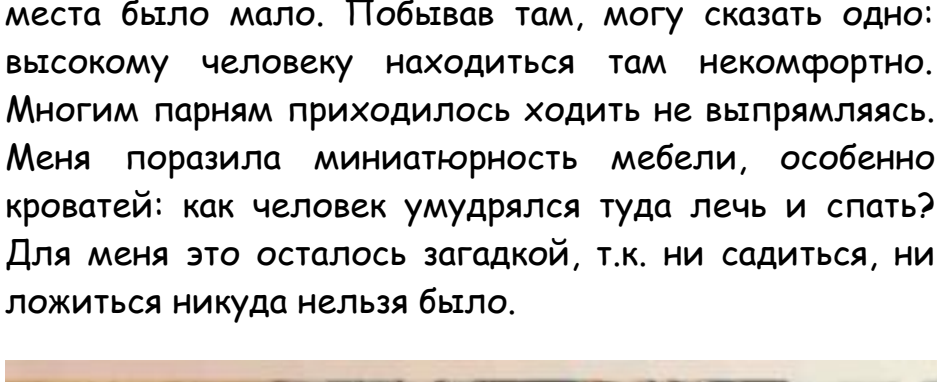 места было мало. Побывав там, могу сказать одно:
высокому человеку находиться там некомфортно.
Многим парням приходилось ходить не выпрямляясь.
Меня поразила миниатюрность мебели, особенно
кроватей: как человек умудрялся туда лечь и спать?
Для меня это осталось загадкой, т.к. ни садиться, ни
ложиться никуда нельзя было.